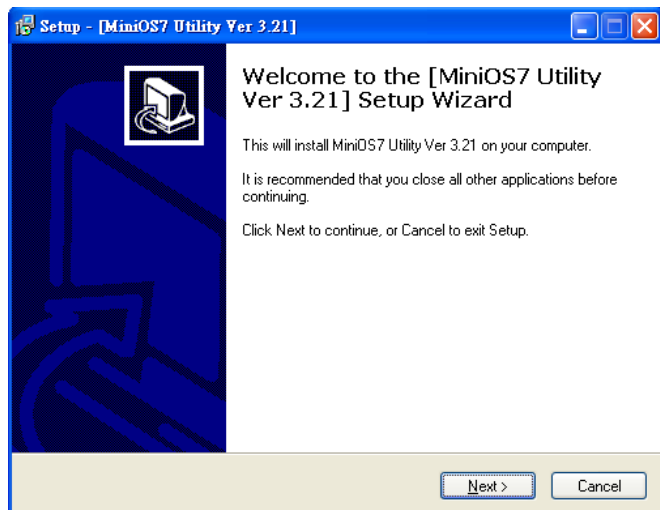 Setup - [MiniOS7 Utility Ver 3.21]
Welcome to the [MiniOS7 Utility
Ver 3.21] Setup Wizard
This will install MiniOS7 Utility Ver 3.21 on your computer.
It is recommended that you close all other applications before
continuing.
Click Next to continue, or Cancel to exit Setup.
Next > Cancel